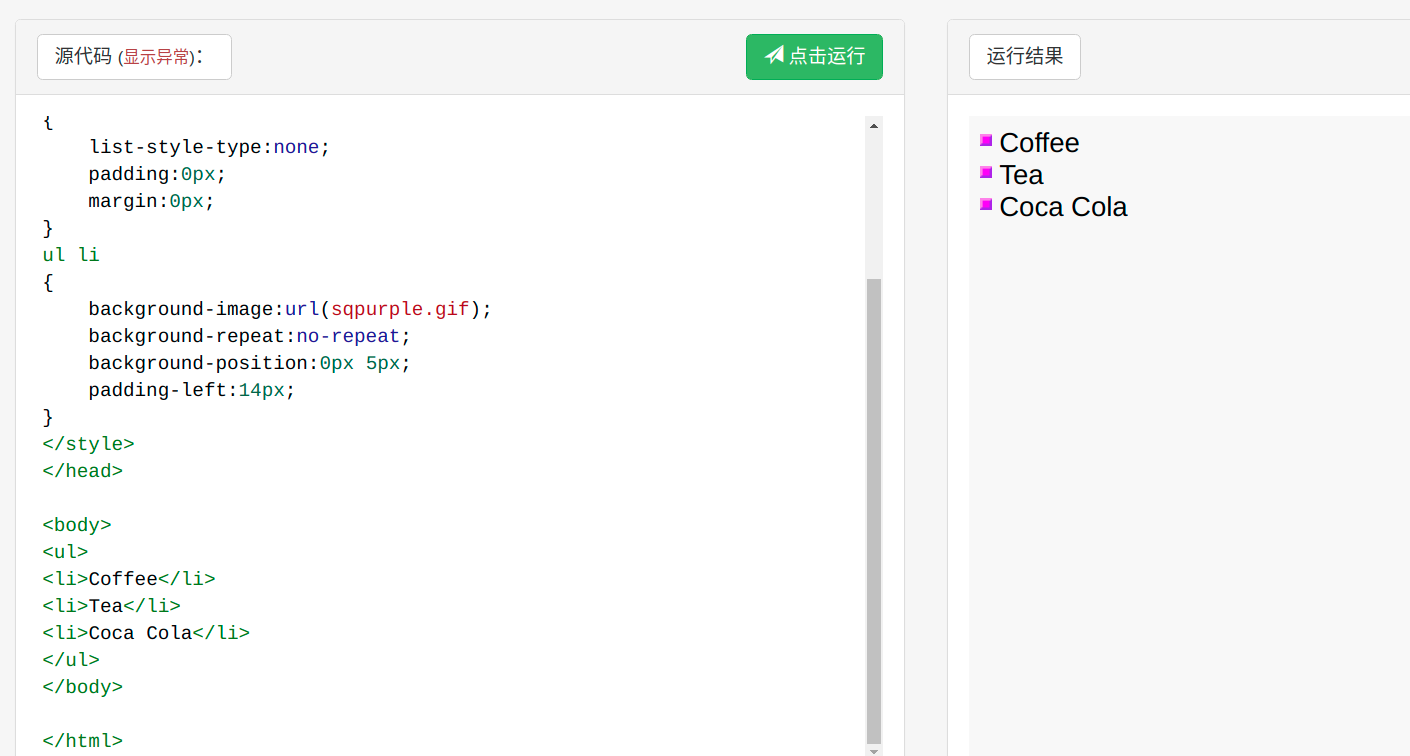 源代码 (显示异常)：
点击运行
{
    list-style-type:none;
    padding:0px;
    margin:0px;
}
ul li
{
    background-image:url(sqpurple.gif);
    background-repeat:no-repeat;
    background-position:0px 5px;
    padding-left:14px;
}
</style>
</head>

<body>
<ul>
<li>Coffee</li>
<li>Tea</li>
<li>Coca Cola</li>
</ul>
</body>

</html>
运行结果
Coffee
Tea
Coca Cola